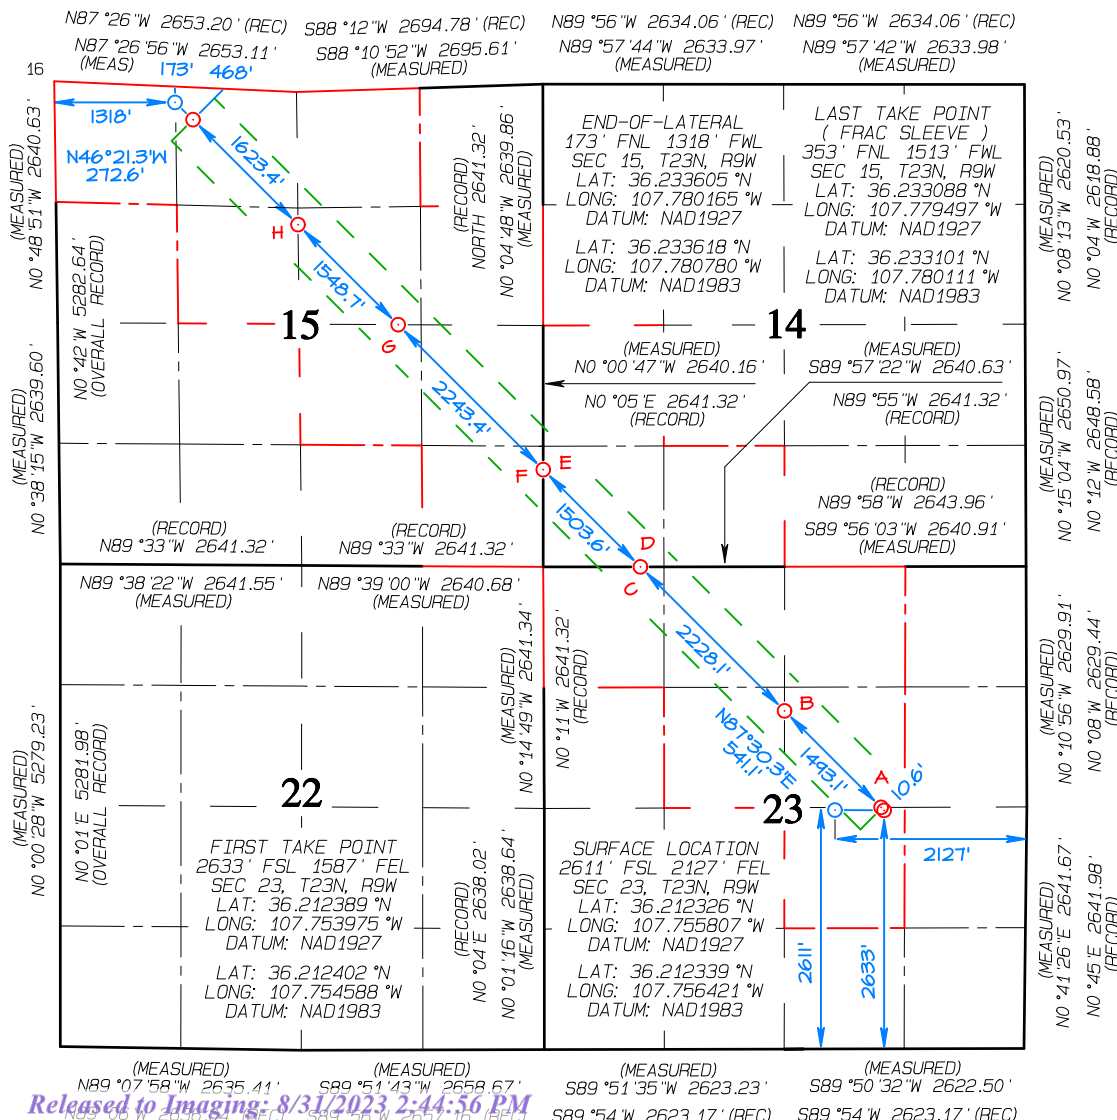 N87°26"W 2653.20'(REC)
S88°12"W 2694.78'(REC)
N89°56"W 2634.06'(REC)
N89°56"W 2634.06'(REC)
N87°26'56"W 2653.11'
(MEAS)
S88°10'52"W 2695.61'
(MEASURED)
N89°57'44"W 2633.97'
(MEASURED)
N89°57'42"W 2633.98'
(MEASURED)
16
173'
468'
1318'
N46°21.3'W
272.6'
1623.4'
H
1548.7'
G
2243.4'
F
E
1503.6'
D
C
2228.1'
B
1493.1'
A
10.6'
N87°30.3'E
541.1'
2127'
2611'
2633'
15
14
22
23
END-OF-LATERAL
173' FNL 1318' FWL
SEC 15, T23N, R9W
LAT: 36.233605°N
LONG: 107.780165°W
DATUM: NAD1927
LAT: 36.233618°N
LONG: 107.780780°W
DATUM: NAD1983
LAST TAKE POINT
( FRAC SLEEVE )
353' FNL 1513' FWL
SEC 15, T23N, R9W
LAT: 36.233088°N
LONG: 107.779497°W
DATUM: NAD1927
LAT: 36.233101°N
LONG: 107.780111°W
DATUM: NAD1983
(MEASURED)
N0°48'51"W 2640.63'
N0°42'W 5282.64'
(OVERALL RECORD)
(MEASURED)
N0°38'15"W 2639.60'
(RECORD)
NORTH 2641.32'
N0°04'48"W 2639.86'
(MEASURED)
(MEASURED)
N0°08'13"W 2620.53'
N0°04'W 2618.88'
(RECORD)
(MEASURED)
N0°00'47"W 2640.16'
N0°05'E 2641.32'
(RECORD)
(MEASURED)
S89°57'22"W 2640.63'
N89°55"W 2641.32'
(RECORD)
(MEASURED)
N0°15'04"W 2650.97'
N0°12'W 2648.58'
(RECORD)
(RECORD)
N89°58"W 2643.96'
S89°56'03"W 2640.91'
(MEASURED)
(RECORD)
N89°33"W 2641.32'
(RECORD)
N89°33"W 2641.32'
N89°38'22"W 2641.55'
(MEASURED)
N89°39'00"W 2640.68'
(MEASURED)
(MEASURED)
N0°14'49"W 2641.34'
N0°11'W 2641.32'
(RECORD)
(MEASURED)
N0°10'56"W 2629.91'
N0°08'W 2629.44'
(RECORD)
(MEASURED)
N0°00'28"W 5279.23'
N0°01'E 5281.98'
(OVERALL RECORD)
FIRST TAKE POINT
2633' FSL 1587' FEL
SEC 23, T23N, R9W
LAT: 36.212389°N
LONG: 107.753975°W
DATUM: NAD1927
LAT: 36.212402°N
LONG: 107.754588°W
DATUM: NAD1983
(RECORD)
N0°04'E 2638.02'
N0°01'16"W 2638.64'
(MEASURED)
SURFACE LOCATION
2611' FSL 2127' FEL
SEC 23, T23N, R9W
LAT: 36.212326°N
LONG: 107.755807°W
DATUM: NAD1927
LAT: 36.212339°N
LONG: 107.756421°W
DATUM: NAD1983
(MEASURED)
N0°41'26"E 2641.67'
N0°45'E 2641.98'
(RECORD)
(MEASURED)
N89°07'58"W 2635.41'
(MEASURED)
S89°51'43"W 2658.67'
(MEASURED)
S89°51'35"W 2623.23'
(MEASURED)
S89°50'32"W 2622.50'
Released to Imaging: 8/31/2023 2:44:56 PM
S89°54"W 2623.17'(REC)
S89°54"W 2623.17'(REC)